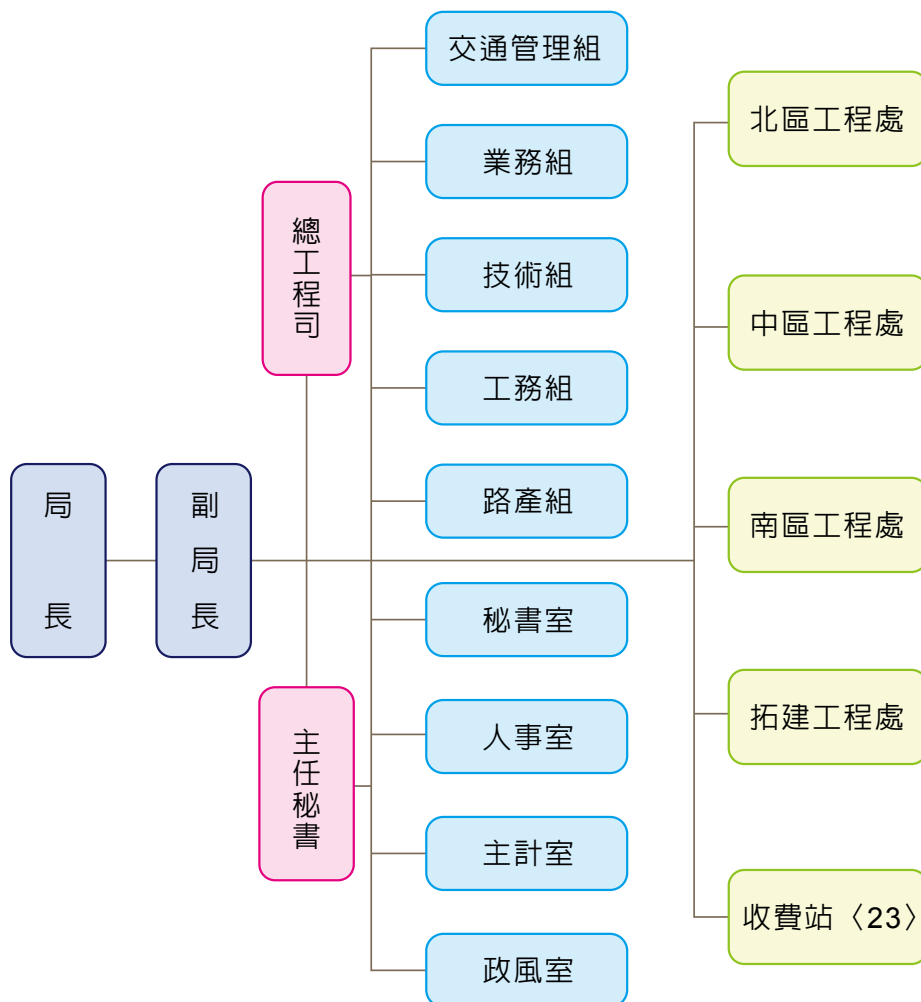 局長
副局長
總工程司
主任秘書
交通管理組
業務組
技術組
工務組
路產組
秘書室
人事室
主計室
政風室
北區工程處
中區工程處
南區工程處
拓建工程處
收費站〈23〉